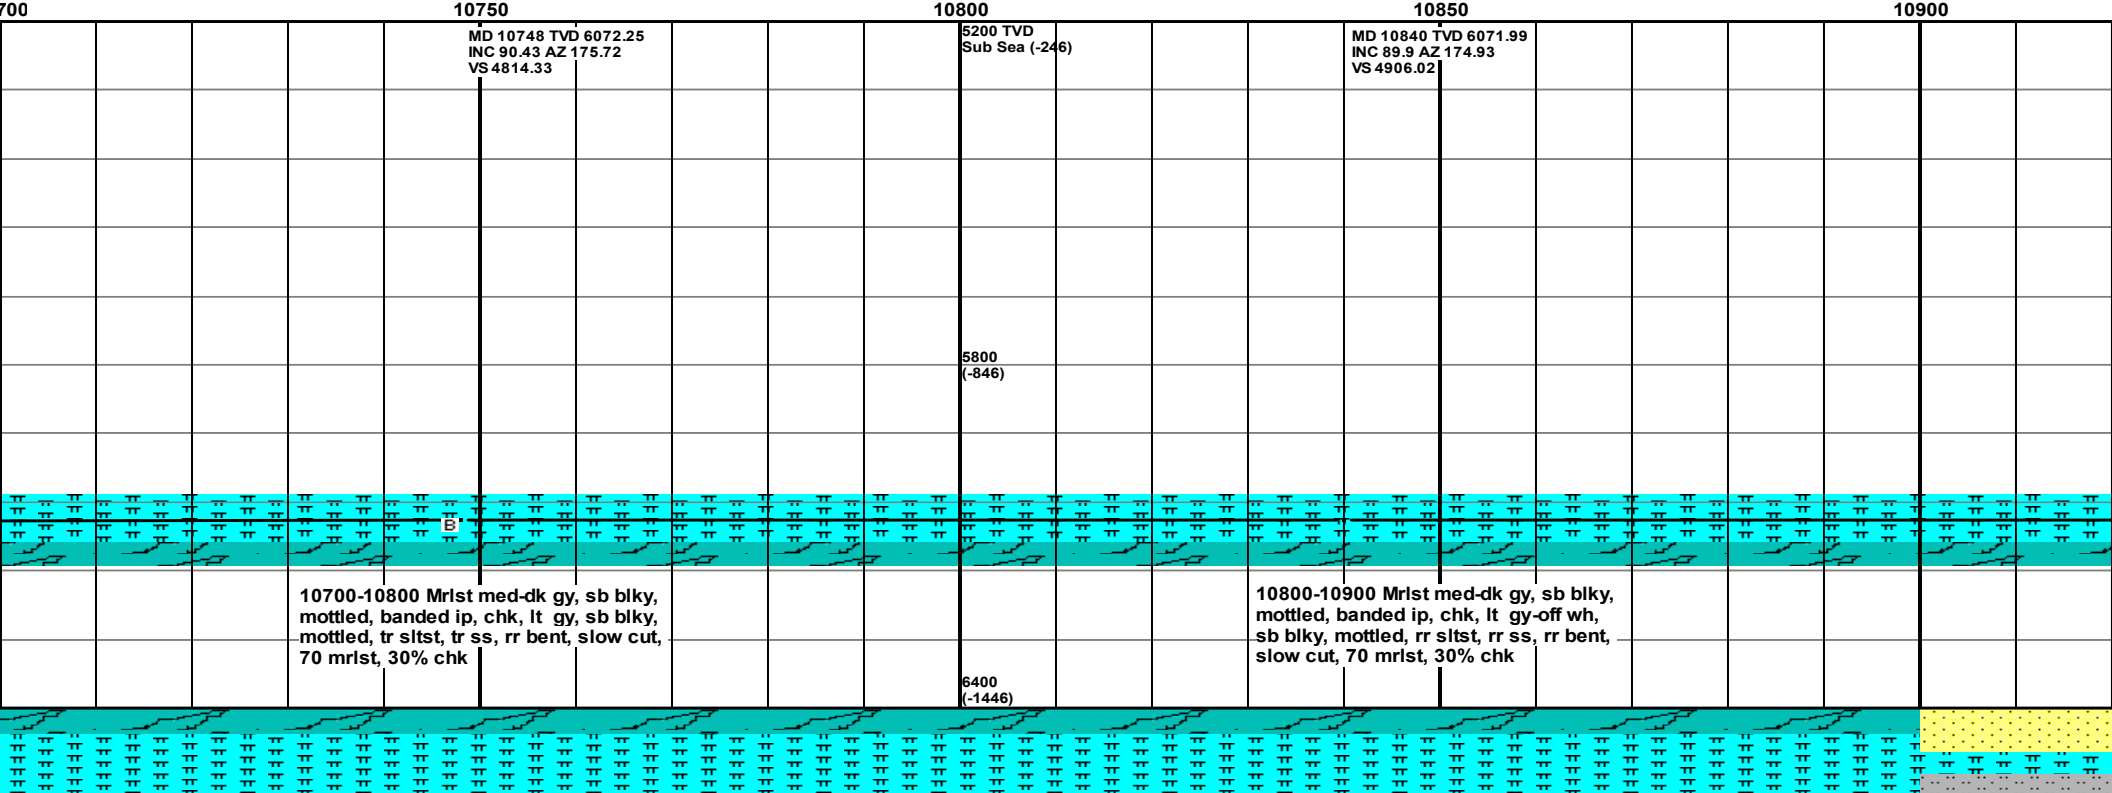 700
10750
10800
10850
10900
MD 10748 TVD 6072.25
INC 90.43 AZ 175.72
VS 4814.33
5200 TVD
Sub Sea (-246)
MD 10840 TVD 6071.99
INC 89.9 AZ 174.93
VS 4906.02
5800
(-846)
B
10700-10800 Mrlst med-dk gy, sb blky,
mottled, banded ip, chk, lt gy, sb blky,
mottled, tr sltst, tr ss, rr bent, slow cut,
70 mrlst, 30% chk
10800-10900 Mrlst med-dk gy, sb blky,
mottled, banded ip, chk, lt gy-off wh,
sb blky, mottled, rr sltst, rr ss, rr bent,
slow cut, 70 mrlst, 30% chk
6400
(-1446)